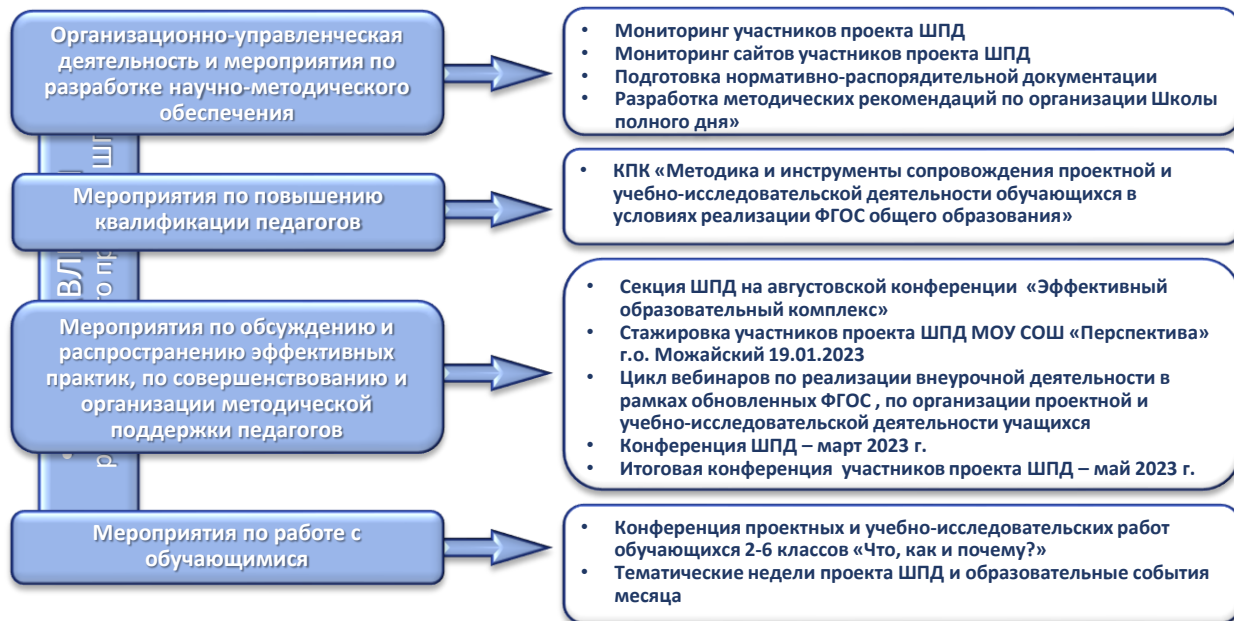 Организационно-управленческая
деятельность и мероприятия по
разработке научно-методического
обеспечения
• Мониторинг участников проекта ШПД
• Мониторинг сайтов участников проекта ШПД
• Подготовка нормативно-распорядительной документации
• Разработка методических рекомендаций по организации Школы
полного дня»
Мероприятия по повышению
квалификации педагогов
• КПК «Методика и инструменты сопровождения проектной и
учебно-исследовательской деятельности обучающихся в
условиях реализации ФГОС общего образования»
Мероприятия по обсуждению и
распространению эффективных
практик, по совершенствованию и
организации методической
поддержки педагогов
• Секция ШПД на августовской конференции «Эффективный
образовательный комплекс»
• Стажировка участников проекта ШПД МОУ СОШ «Перспектива»
г.о. Можайский 19.01.2023
• Цикл вебинаров по реализации внеурочной деятельности в
рамках обновленных ФГОС , по организации проектной и
учебно-исследовательской деятельности учащихся
• Конференция ШПД – март 2023 г.
• Итоговая конференция участников проекта ШПД – май 2023 г.
Мероприятия по работе с
обучающимися
• Конференция проектных и учебно-исследовательских работ
обучающихся 2-6 классов «Что, как и почему?»
• Тематические недели проекта ШПД и образовательные события
месяца